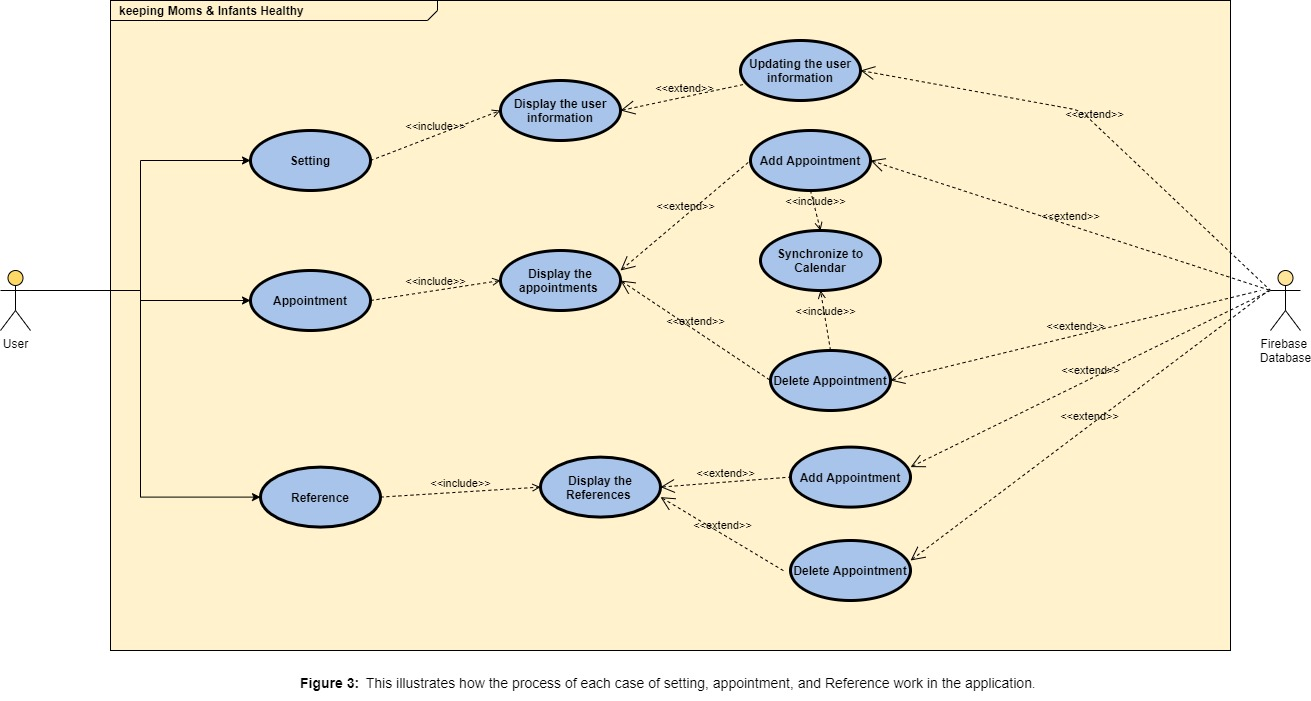 keeping Moms & Infants Healthy
Updating the user
information
<<extend>>
Display the user
information
<<extend>>
<<include>>
Setting
Add Appointment
<<include>>
<<extend>>
<<extend>>
Synchronize to
Calendar
Display the
appointments
<<include>>
Appointment
<<include>>
<<extend>>
<<extend>>
User
Firebase
Database
Delete Appointment
<<extend>>
<<extend>>
Add Appointment
<<extend>>
Display the
References
<<include>>
Reference
<<extend>>
Delete Appointment
Figure 3: This illustrates how the process of each case of setting, appointment, and Reference work in the application.